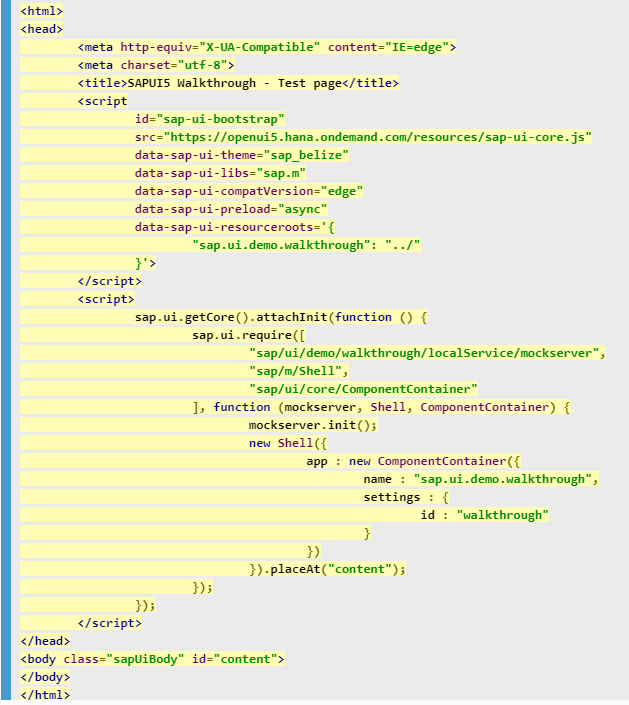 <html>
<head>
	<meta http-equiv="X-UA-Compatible" content="IE=edge">
	<meta charset="utf-8">
	<title>SAPUI5 Walkthrough - Test page</title>
	<script
		id="sap-ui-bootstrap"
		src="https://openui5.hana.ondemand.com/resources/sap-ui-core.js"
		data-sap-ui-theme="sap_belize"
		data-sap-ui-libs="sap.m"
		data-sap-ui-compatVersion="edge"
		data-sap-ui-preload="async"
		data-sap-ui-resourceroots='{
			"sap.ui.demo.walkthrough": "../"
		}'>
	</script>
	<script>
		sap.ui.getCore().attachInit(function () {
			sap.ui.require([
				"sap/ui/demo/walkthrough/localService/mockserver",
				"sap/m/Shell",
				"sap/ui/core/ComponentContainer"
			], function (mockserver, Shell, ComponentContainer) {
				mockserver.init();
				new Shell({
					app : new ComponentContainer({
						name : "sap.ui.demo.walkthrough",
						settings : {
							id : "walkthrough"
						}
					})
				}).placeAt("content");
			});
		});
	</script>
</head>
<body class="sapUiBody" id="content">
</body>
</html>